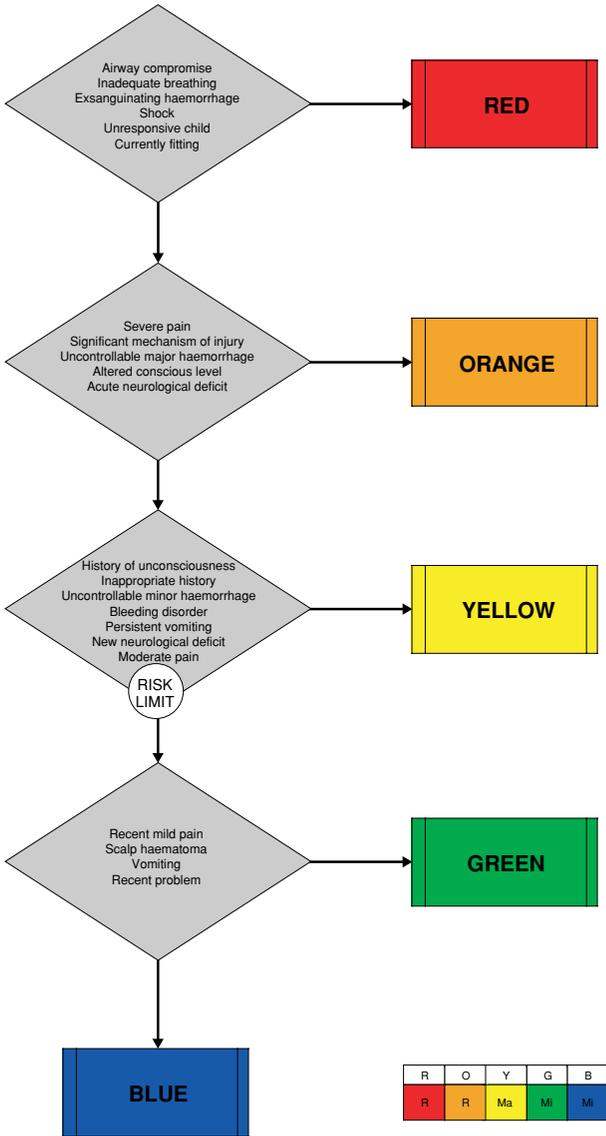 Airway compromise
Inadequate breathing
Exsanguinating haemorrhage
Shock
Unresponsive child
Currently fitting
RED
Severe pain
Significant mechanism of injury
Uncontrollable major haemorrhage
Altered conscious level
Acute neurological deficit
ORANGE
History of unconsciousness
Inappropriate history
Uncontrollable minor haemorrhage
Bleeding disorder
Persistent vomiting
New neurological deficit
Moderate pain
YELLOW
RISK
LIMIT
Recent mild pain
Scalp haematoma
Vomiting
Recent problem
GREEN
BLUE
R O Y G B
R R Ma Mi Mi